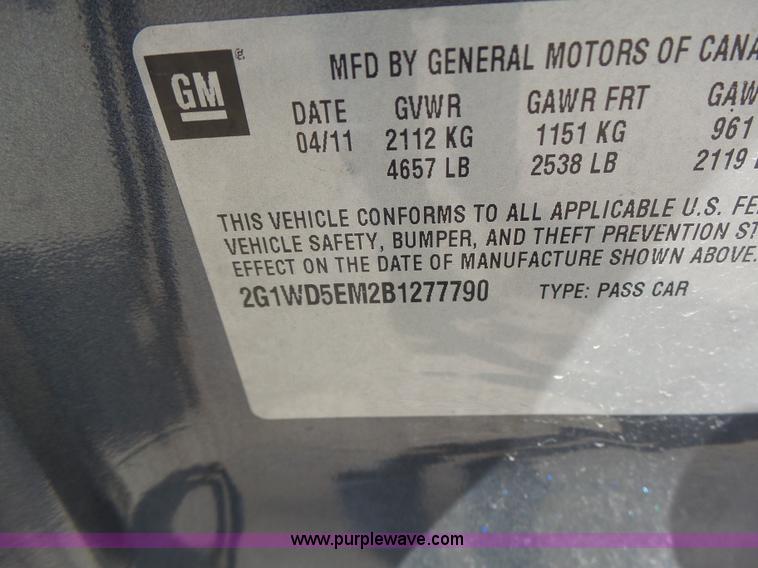 GM ®
MFD BY GENERAL MOTORS OF CANA
DATE GVWR GAWR FRT GAW
04/11 2112 KG 1151 KG 961
4657 LB 2538 LB 2119
THIS VEHICLE CONFORMS TO ALL APPLICABLE U.S. FE
VEHICLE SAFETY, BUMPER, AND THEFT PREVENTION ST
EFFECT ON THE DATE OF MANUFACTURE SHOWN ABOVE.
2G1WD5EM2B1277790 TYPE: PASS CAR
www.purplewave.com